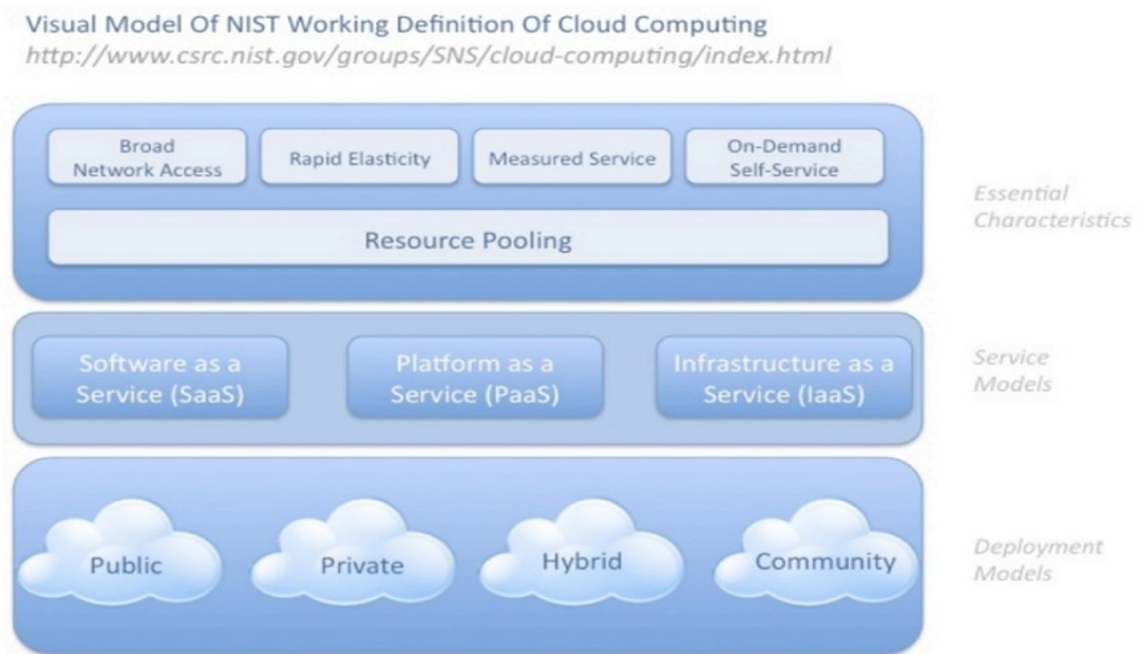 Visual Model Of NIST Working Definition Of Cloud Computing
http://www.csrc.nist.gov/groups/SNS/cloud-computing/index.html
Broad
Network Access
Rapid Elasticity
Measured Service
On-Demand
Self-Service
Resource Pooling
Essential
Characteristics
Software as a
Service (SaaS)
Platform as a
Service (PaaS)
Infrastructure as a
Service (IaaS)
Service
Models
Public
Private
Hybrid
Community
Deployment
Models